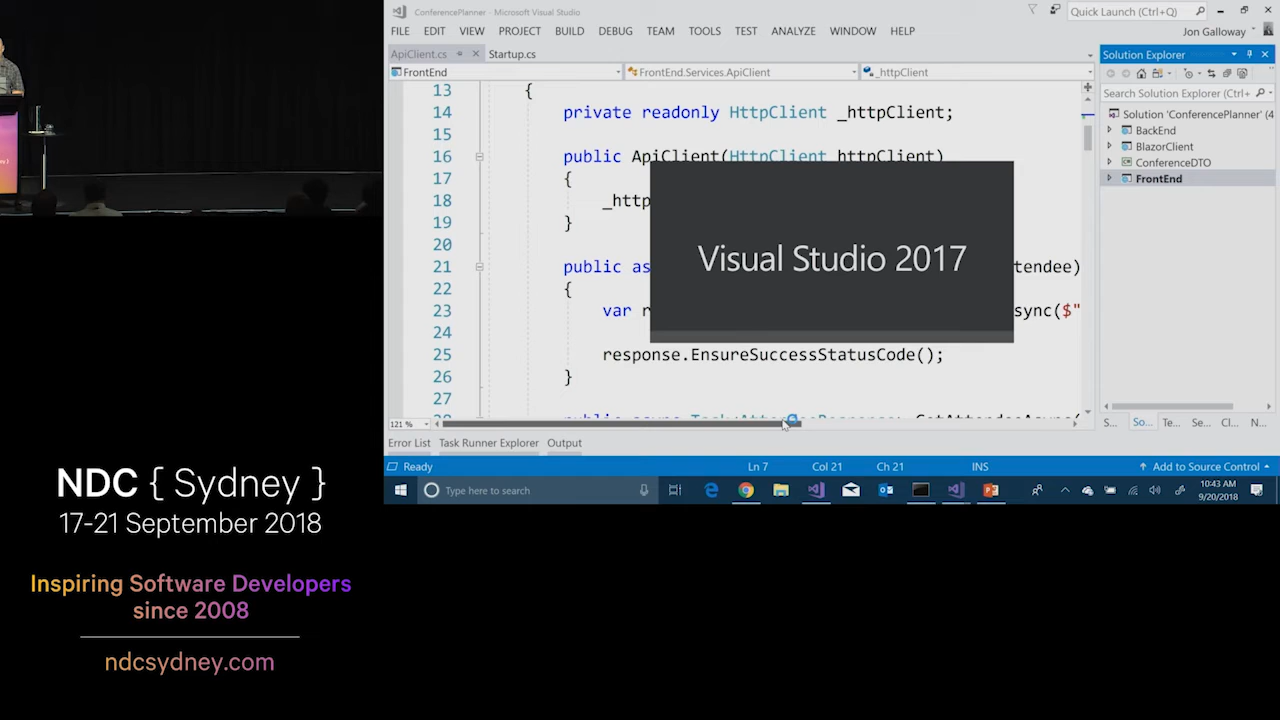 ConferencePlanner - Microsoft Visual Studio
Quick Launch (Ctrl+Q)
FILE EDIT VIEW PROJECT BUILD DEBUG TEAM TOOLS TEST ANALYZE WINDOW HELP
Jon Galloway
ApiClient.cs Startup.cs
FrontEnd FrontEnd.Services.ApiClient _httpClient
13 {
14 private readonly HttpClient _httpClient;
15
16 public ApiClient(HttpClient httpClient)
17 {
18 _http
19 }
20
21 public as tendee)
22 {
23 var r sync($"
24
25 response.EnsureSuccessStatusCode();
26 }
27
Visual Studio 2017
121 %
Error List Task Runner Explorer Output
Solution Explorer
Search Solution Explorer (Ctrl+
Solution 'ConferencePlanner' (4
BackEnd
BlazorClient
ConferenceDTO
FrontEnd
S... So... Te... Se... Cl... N...
Ready Ln 7 Col 21 Ch 21 INS Add to Source Control
Type here to search
10:43 AM
9/20/2018
NDC { Sydney }
17-21 September 2018
Inspiring Software Developers
since 2008
ndcsydney.com